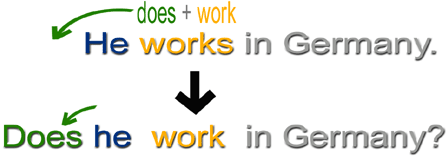 does + work
He works in Germany.
Does he work in Germany?